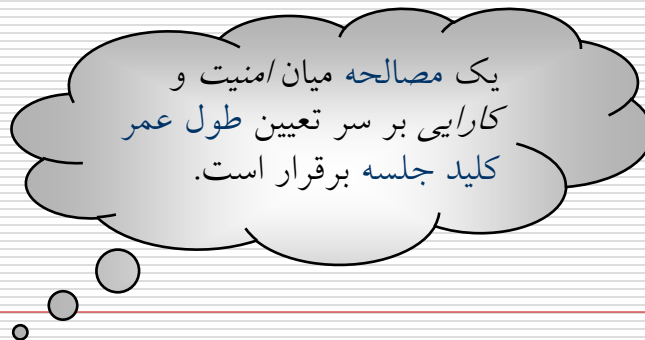 یک مصالحه میان امنیت و
کارایی بر سر تعیین طول عمر
کلید جلسه برقرار است.